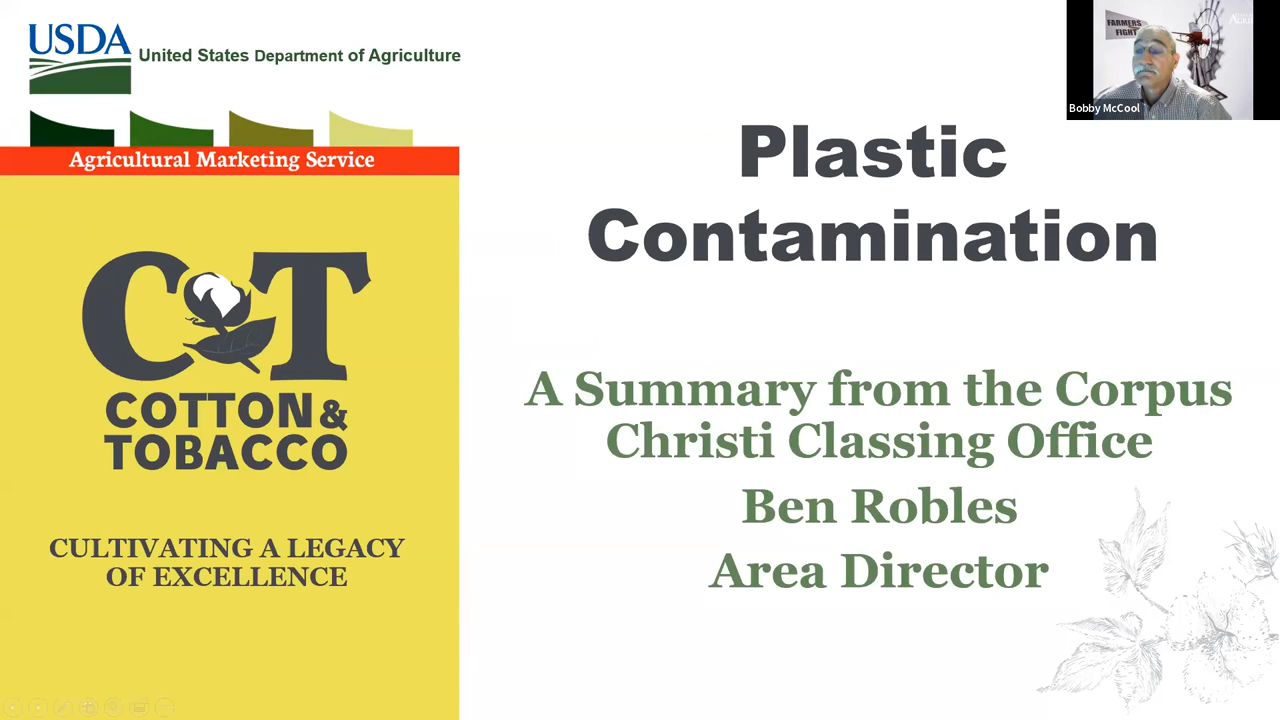 USDA
United States Department of Agriculture
Agricultural Marketing Service
COT
COTTON &
TOBACCO
CULTIVATING A LEGACY
OF EXCELLENCE
Plastic
Contamination
A Summary from the Corpus
Christi Classing Office
Ben Robles
Area Director
FARMERS
FIGHT
Bobby McCool